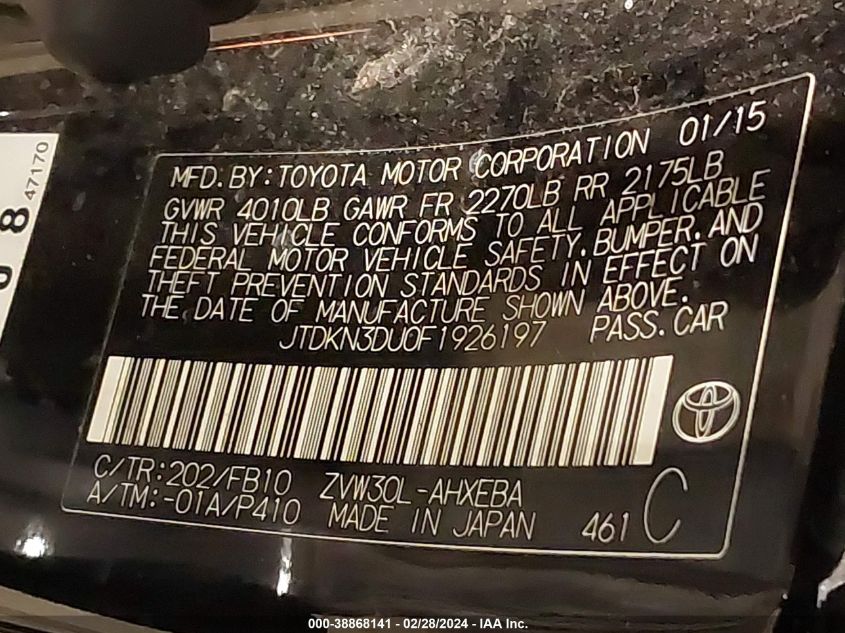 8
47170
MFD. BY: TOYOTA MOTOR CORPORATION 01/15
GVWR 4010LB GAWR FR 2270LB RR 2175LB
THIS VEHICLE CONFORMS TO ALL APPLICABLE
FEDERAL MOTOR VEHICLE SAFETY, BUMPER, AND
THEFT PREVENTION STANDARDS IN EFFECT ON
THE DATE OF MANUFACTURE SHOWN ABOVE.
JTDKN3DU0F1926197 PASS. CAR
C/TR: 202/FB10 ZVW30L-AHXEBA
A/TM: -01A/P410 MADE IN JAPAN 461 C
000-38868141 - 02/28/2024 - IAA Inc.